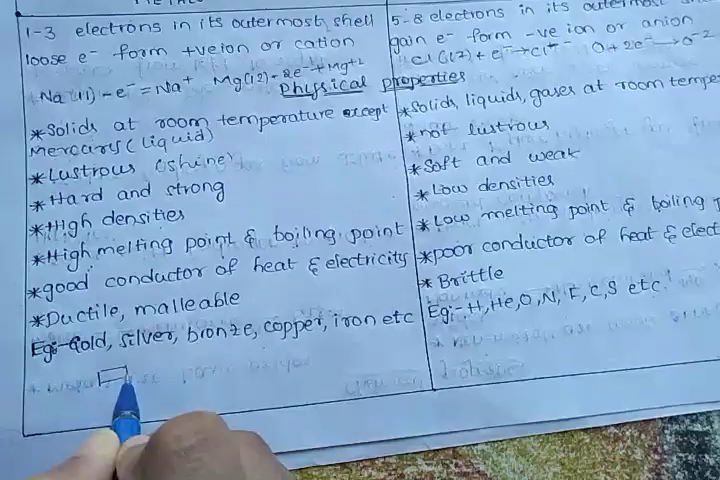 1-3 electrons in its outermost shell
loose e- form +ve ion or cation
Na(11) - e- = Na+ Mg(12) - 2e- → Mg+2
5-8 electrons in its outermost
gain e- form -ve ion or anion
Cl(17) + e- → Cl- O + 2e- → O-2
Physical properties
*Solids at room temperature except
Mercury(liquid)
*Lustrous (shine)
*Hard and strong
*High densities
*High melting point & boiling point
*good conductor of heat & electricity
*Ductile, malleable
Eg:-Gold, silver, bronze, copper, iron etc
*Solids, liquids, gases at room tempe
*not lustrous
*Soft and weak
*Low densities
*Low melting point & boiling
*poor conductor of heat & elect
*Brittle
Eg:-H, He, O, N, F, C, S etc.